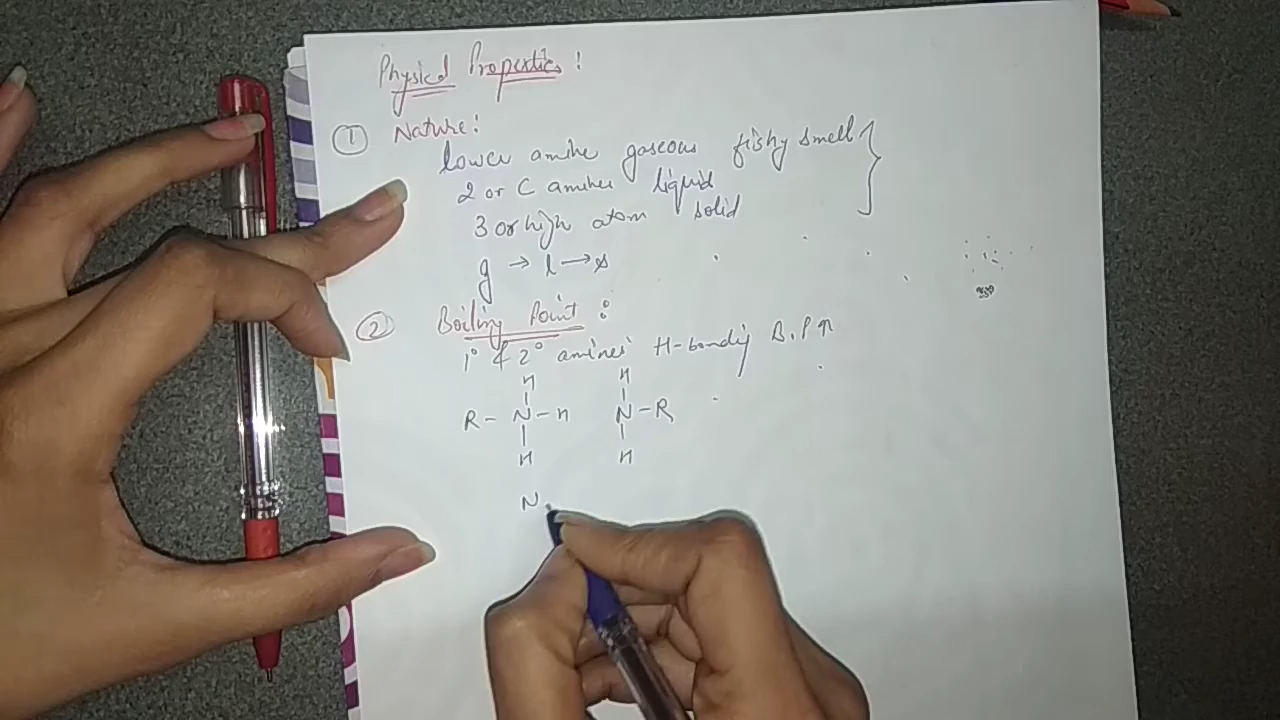 Physical Properties :
① Nature :
lower amine gaseous fishy smell }
2 or C amines liquid
3 or high atom solid
g → l → s
② Boiling Point :
1° & 2° amines H-bondig B.P ↑
H H
R - N - H N - R
H H
N